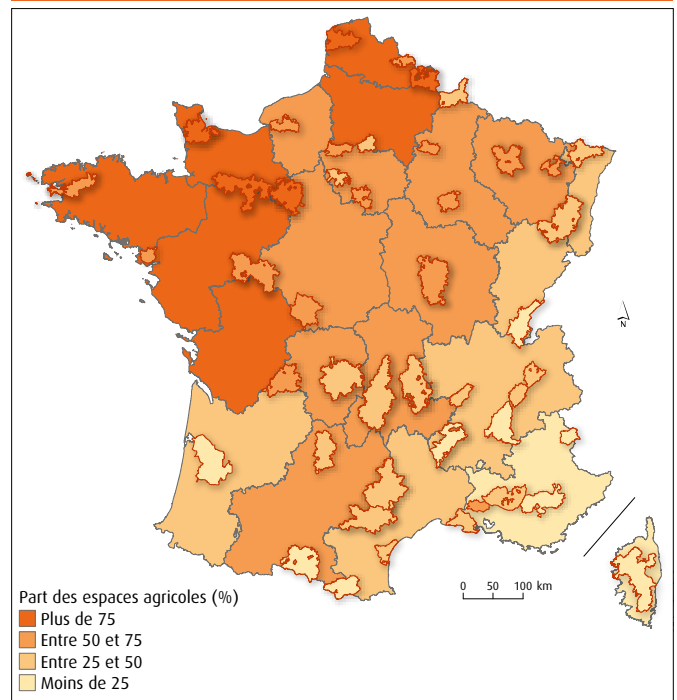 N
0 50 100 km
Part des espaces agricoles (%)
Plus de 75
Entre 50 et 75
Entre 25 et 50
Moins de 25